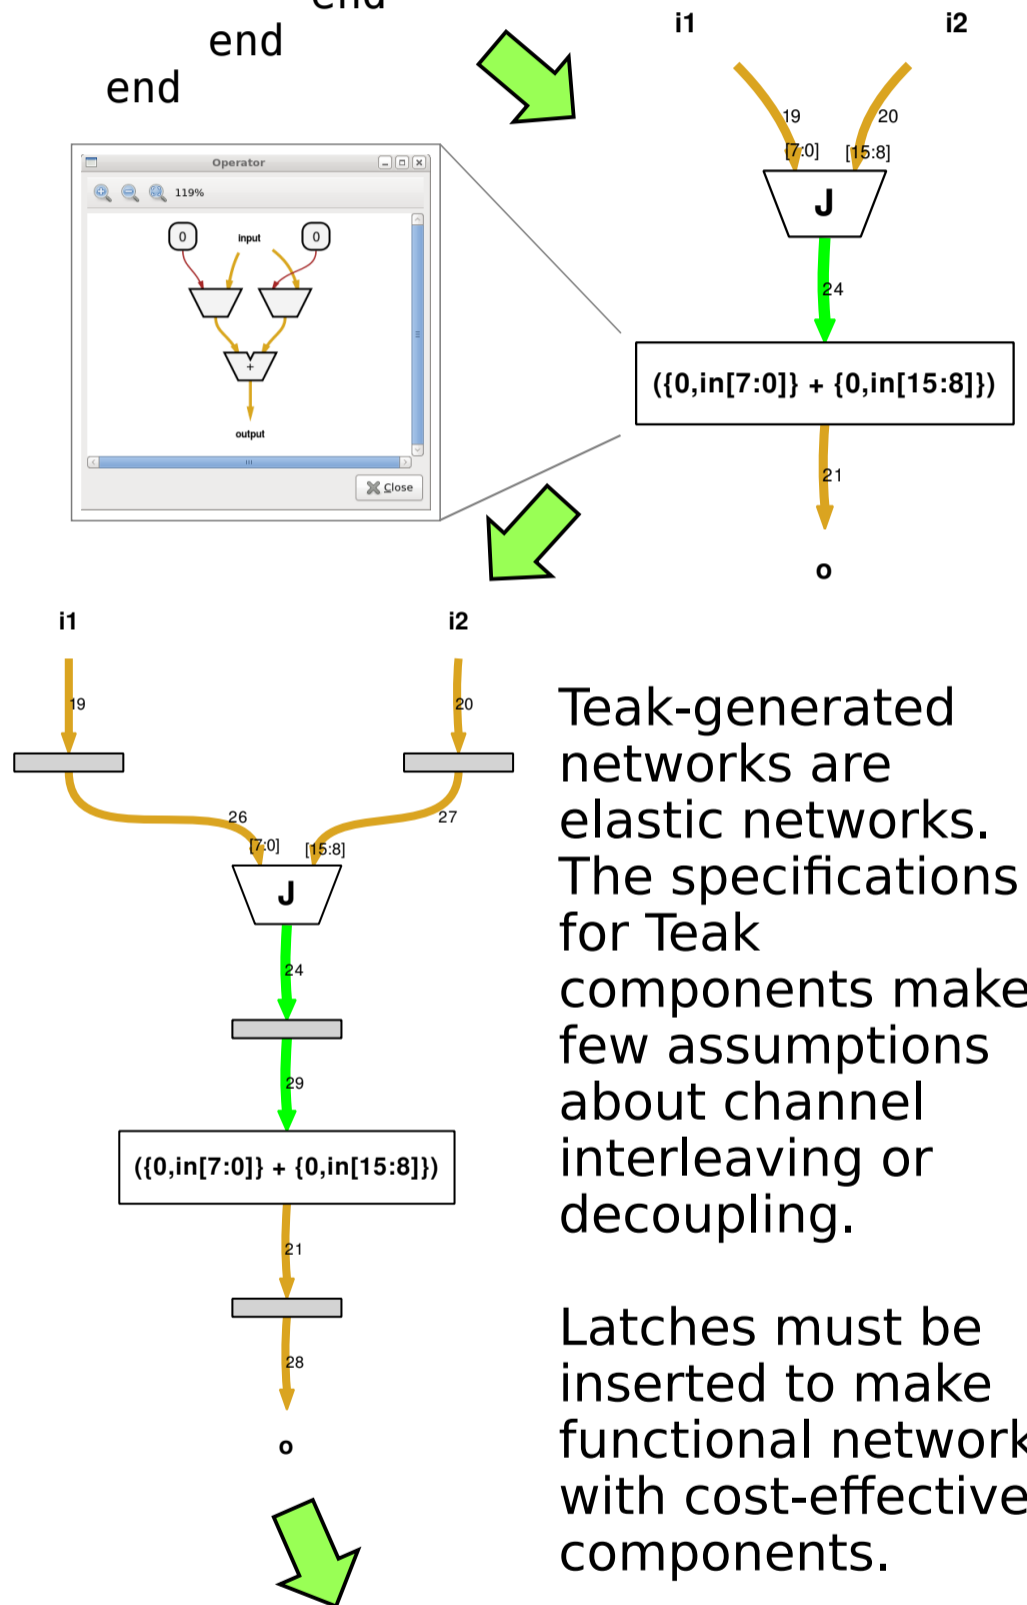 end
end
end
i1 i2
19 20
[7:0] [15:8]
J
24
({0,in[7:0]} + {0,in[15:8]})
21
o
Operator
119%
0 input 0
+
output
Close
i1 i2
19 20
26 27
[7:0] [15:8]
J
24
29
({0,in[7:0]} + {0,in[15:8]})
21
28
o
Teak-generated
networks are
elastic networks.
The specifications
for Teak
components make
few assumptions
about channel
interleaving or
decoupling.
Latches must be
inserted to make
functional network
with cost-effective
components.